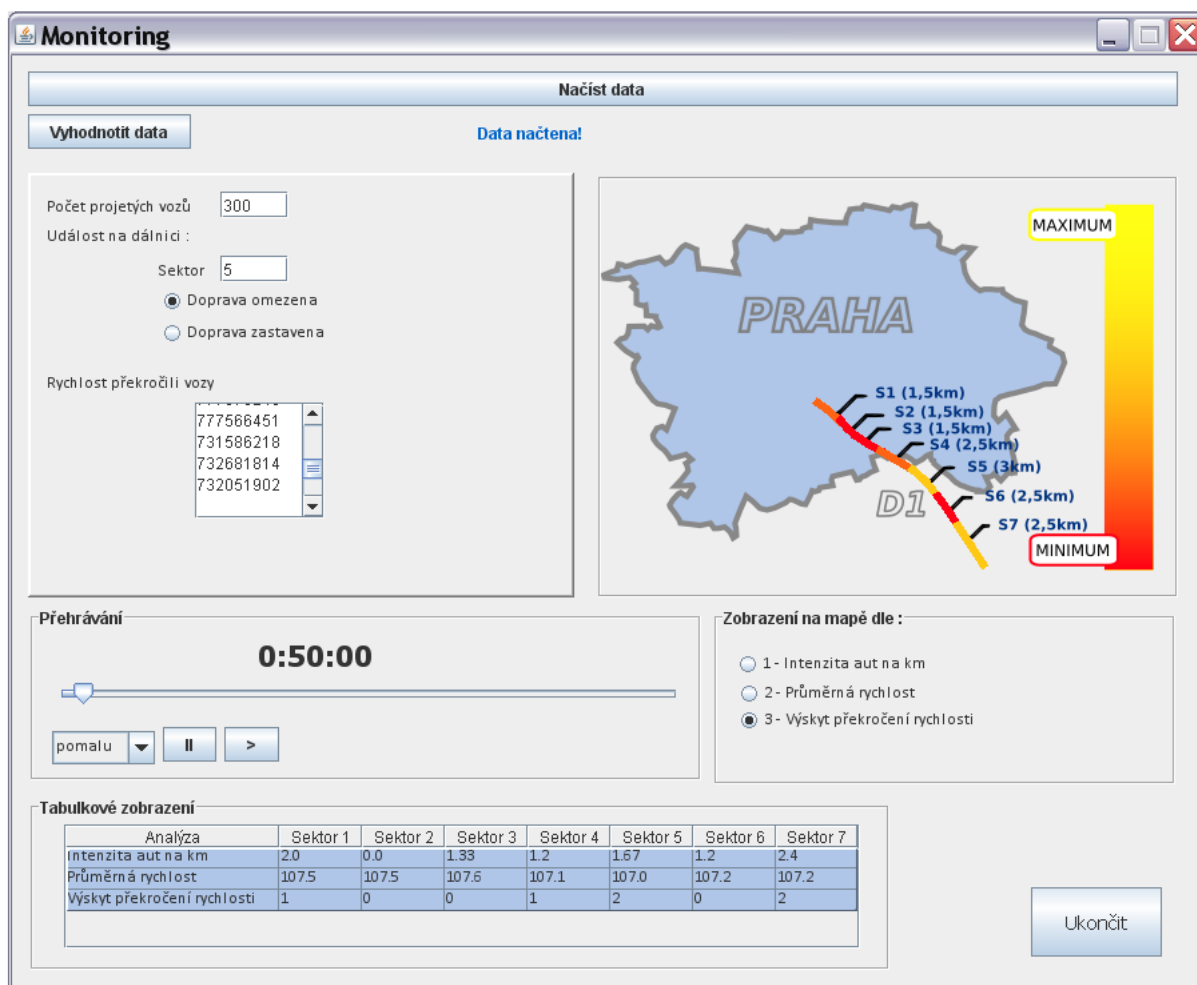 Monitoring
Načíst data
Vyhodnotit data
Data načtena!
Počet projetých vozů 300
Událost na dálnici :
Sektor 5
Doprava omezena
Doprava zastavena
Rychlost překročili vozy
777566451
731586218
732681814
732051902
MAXIMUM
PRAHA
S1 (1,5km)
S2 (1,5km)
S3 (1,5km)
S4 (2,5km)
S5 (3km)
S6 (2,5km)
D1
S7 (2,5km)
MINIMUM
Přehrávání
0:50:00
pomalu II >
Zobrazení na mapě dle :
1 - Intenzita aut na km
2 - Průměrná rychlost
3 - Výskyt překročení rychlosti
Tabulkové zobrazení
Analýza Sektor 1 Sektor 2 Sektor 3 Sektor 4 Sektor 5 Sektor 6 Sektor 7
Intenzita aut na km 2.0 0.0 1.33 1.2 1.67 1.2 2.4
Průměrná rychlost 107.5 107.5 107.6 107.1 107.0 107.2 107.2
Výskyt překročení rychlosti 1 0 0 1 2 0 2
Ukončit